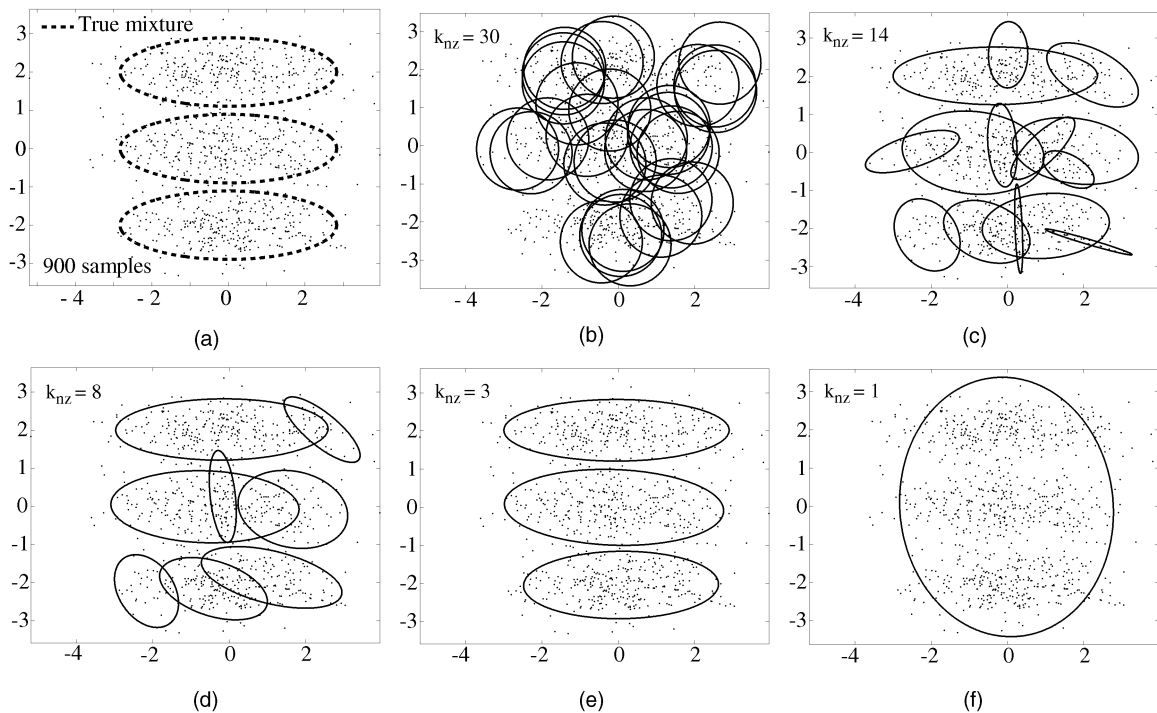 True mixture
3
2
1
0
-1
-2
-3
900 samples
- 4 - 2 0 2
(a)
k_nz = 30
3
2
1
0
-1
-2
-3
-4 -2 0 2
(b)
k_nz = 14
3
2
1
0
-1
-2
-3
-4 -2 0 2
(c)
k_nz = 8
3
2
1
0
-1
-2
-3
-4 -2 0 2
(d)
k_nz = 3
3
2
1
0
-1
-2
-3
-4 -2 0 2
(e)
k_nz = 1
3
2
1
0
-1
-2
-3
-4 -2 0 2
(f)